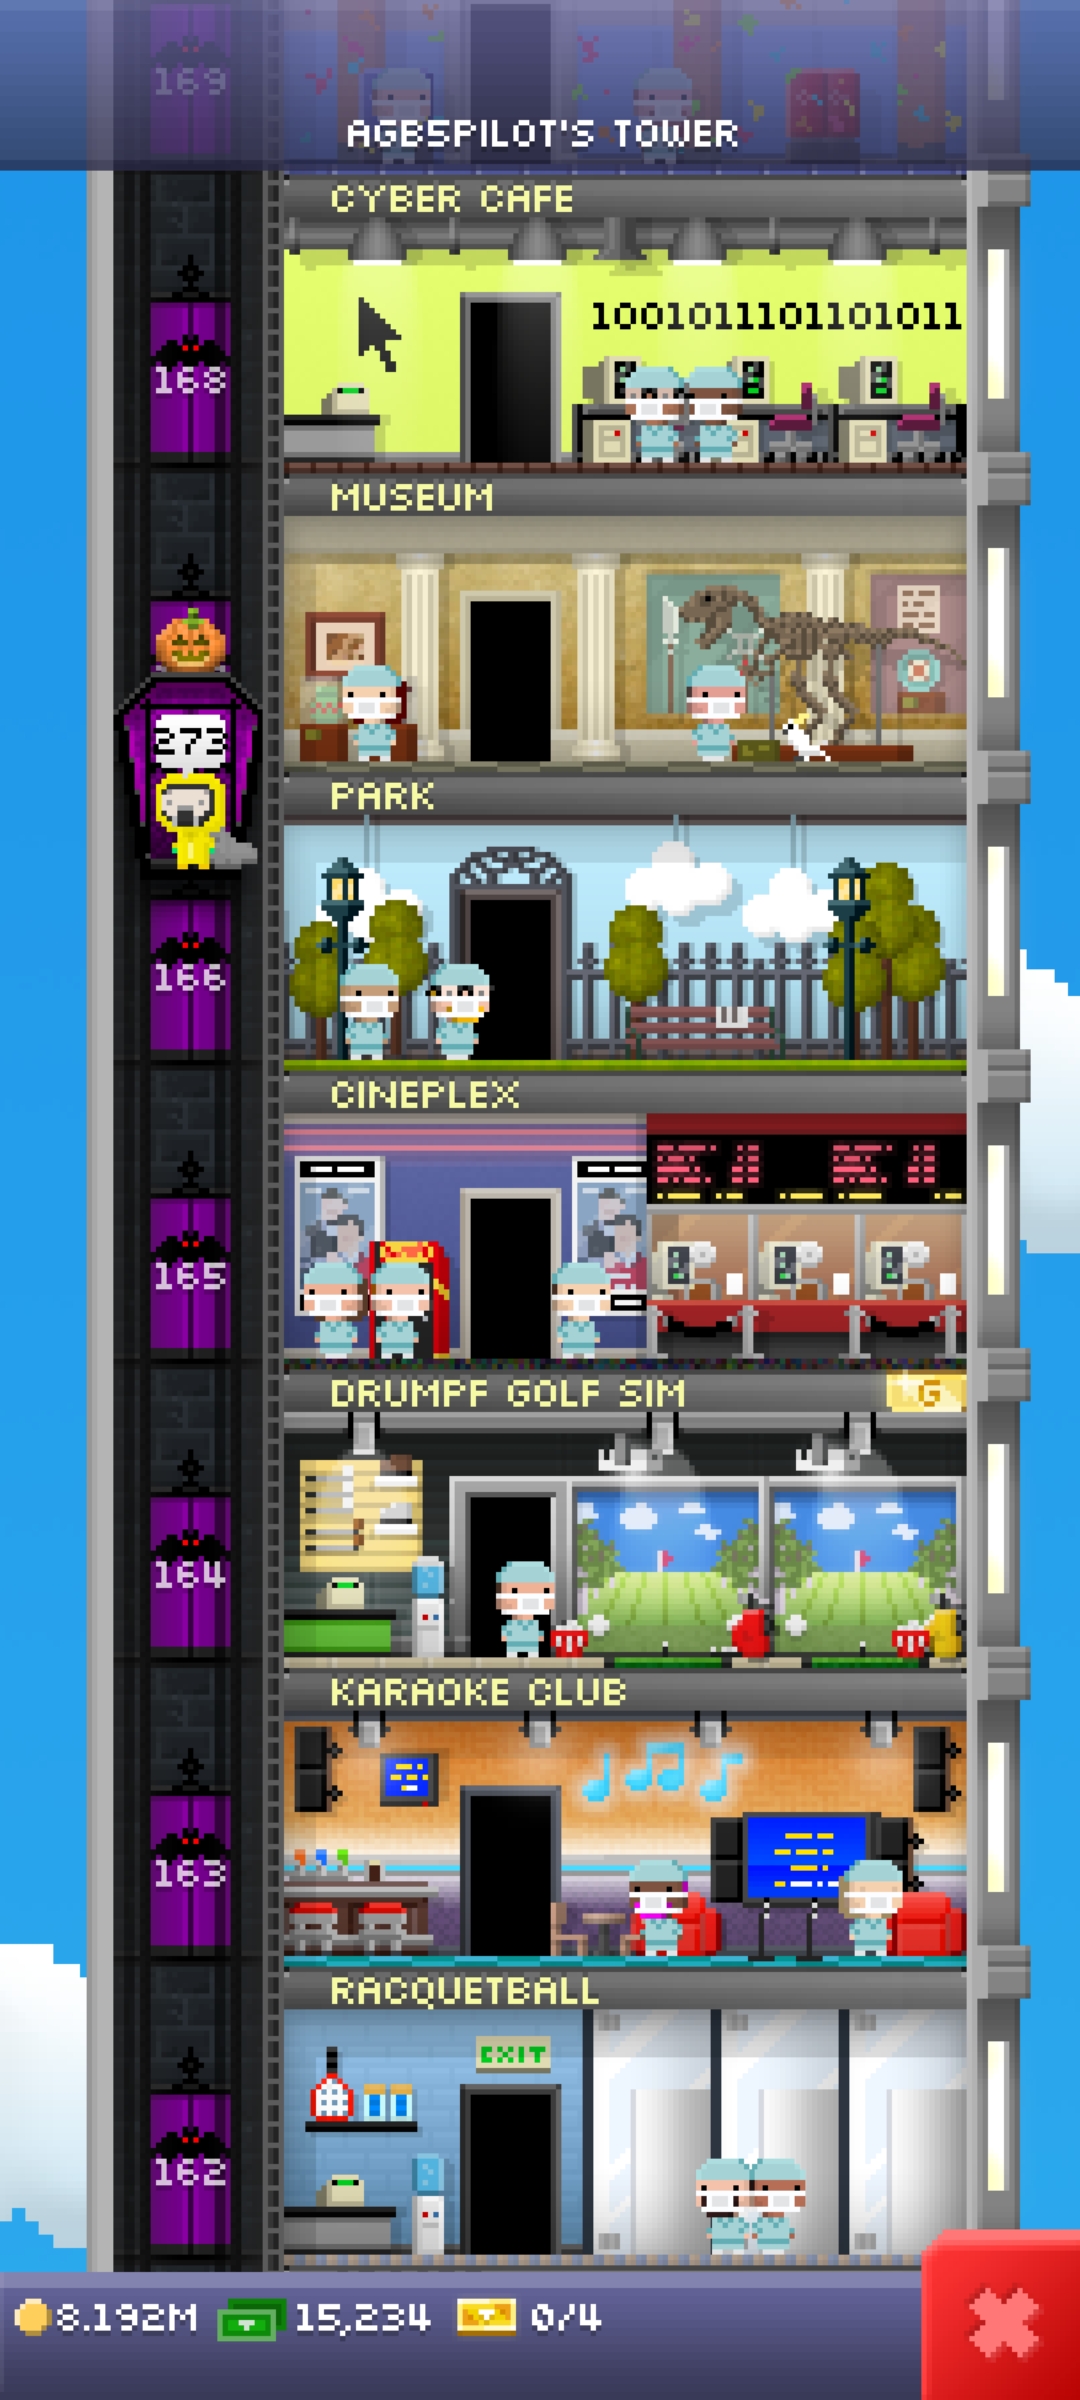 169
AGB5PILOT'S TOWER
CYBER CAFE
1001011101101011
168
MUSEUM
273
PARK
166
CINEPLEX
165
DRUMPF GOLF SIM
G
164
KARAOKE CLUB
163
RACQUETBALL
EXIT
162
8.192M
15,234
0/4